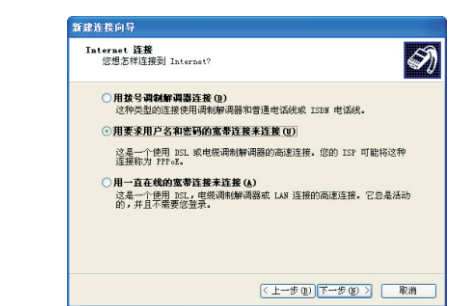 新建连接向导
Internet 连接
您想怎样连接到 Internet?
用拨号调制解调器连接(D)
这种类型的连接使用调制解调器和普通电话线或 ISDN 电话线。
用要求用户名和密码的宽带连接来连接(U)
这是一个使用 DSL 或电缆调制解调器的高速连接。您的 ISP 可能将这种
连接称为 PPPoE。
用一直在线的宽带连接来连接(A)
这是一个使用 DSL，电缆调制解调器或 LAN 连接的高速连接。它总是活动
的，并且不需要您登录。
<上一步(B) 下一步(N)> 取消